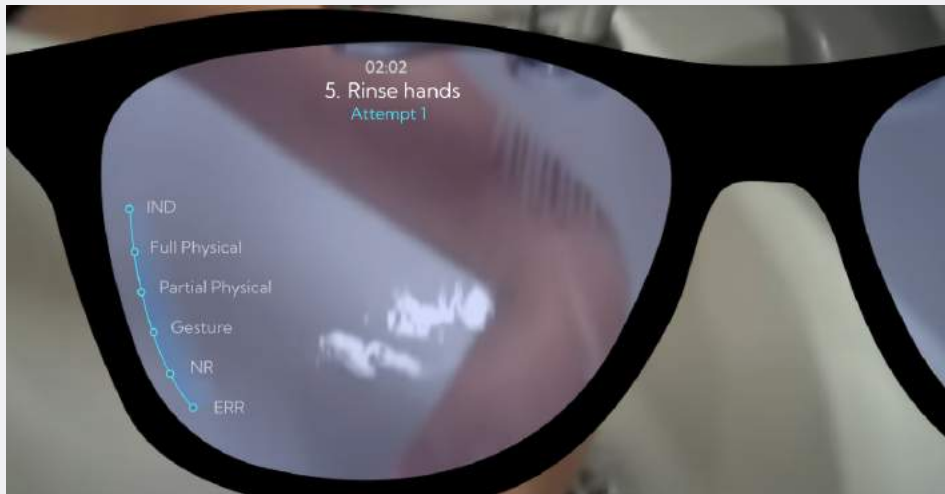 02:02
5. Rinse hands
Attempt 1
IND
Full Physical
Partial Physical
Gesture
NR
ERR